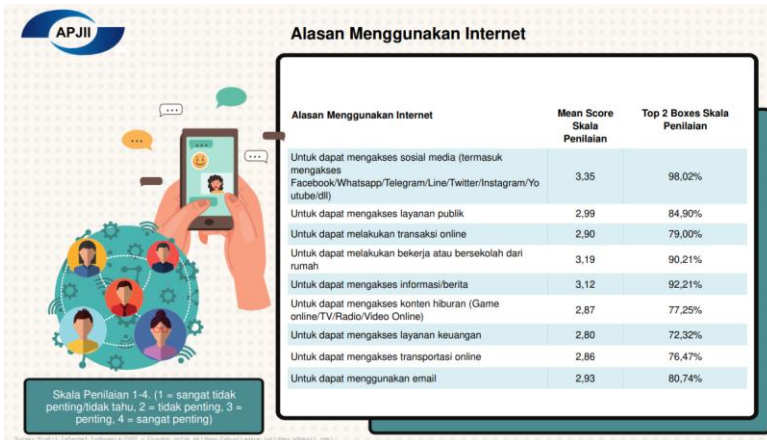 APJII
Alasan Menggunakan Internet
Alasan Menggunakan Internet
Mean Score
Skala
Penilaian
Top 2 Boxes Skala
Penilaian
Untuk dapat mengakses sosial media (termasuk
mengakses
Facebook/Whatsapp/Telegram/Line/Twitter/Instagram/Yo
utube/dll)
3,35
98,02%
Untuk dapat mengakses layanan publik
2,99
84,90%
Untuk dapat melakukan transaksi online
2,90
79,00%
Untuk dapat melakukan bekerja atau bersekolah dari
rumah
3,19
90,21%
Untuk dapat mengakses informasi/berita
3,12
92,21%
Untuk dapat mengakses konten hiburan (Game
online/TV/Radio/Video Online)
2,87
77,25%
Untuk dapat mengakses layanan keuangan
2,80
72,32%
Untuk dapat mengakses transportasi online
2,86
76,47%
Untuk dapat menggunakan email
2,93
80,74%
Skala Penilaian 1-4. (1 = sangat tidak
penting/tidak tahu, 2 = tidak penting, 3 =
penting, 4 = sangat penting)